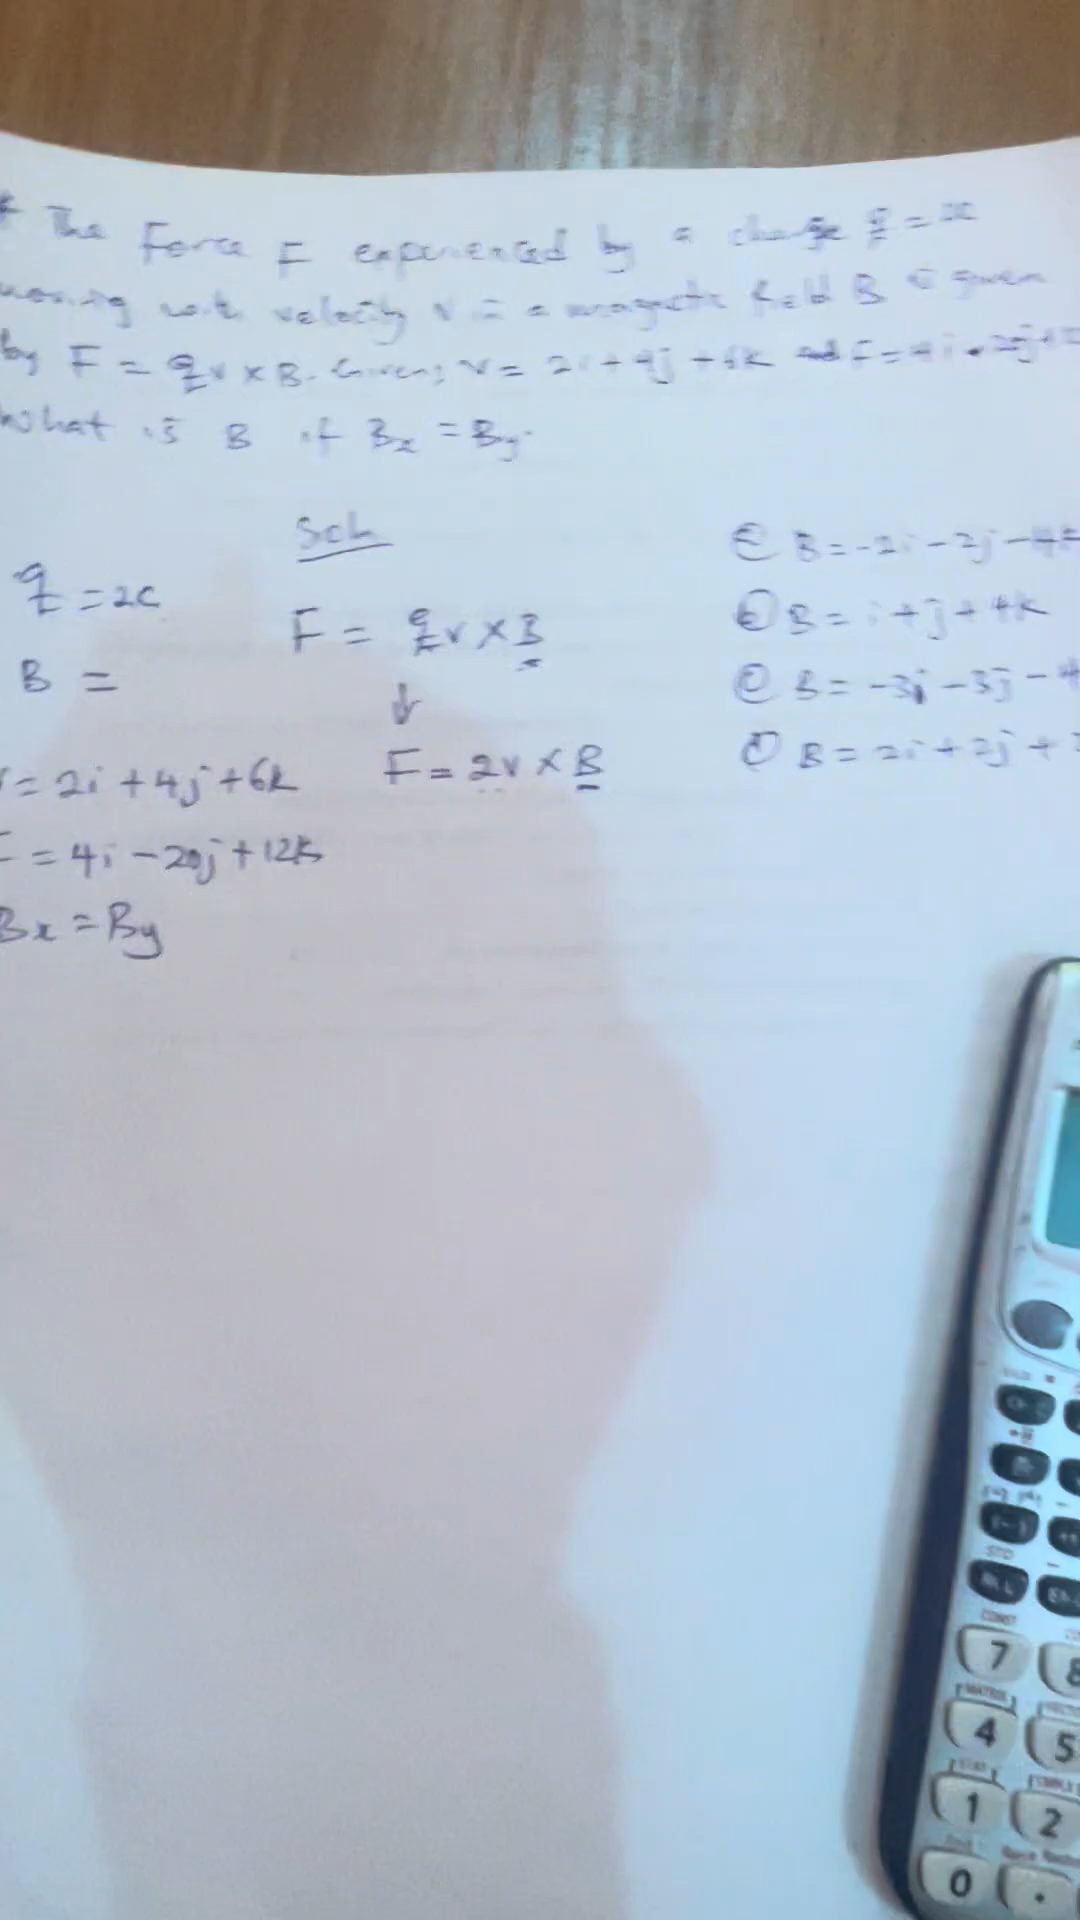 The Force F experienced by a charge q = 2c
moving with velocity v in a magnetic field B is given
by F = qv × B. Given; v = 2i + 4j + 6k and F = 4i - 20j + 12
What is B if Bx = By.
Soln
q = 2c
B =
v = 2i + 4j + 6k
F = 4i - 20j + 12k
Bx = By
F = qv × B
↓
F = 2v × B
B = -2i - 2j - 4k
B = i + j + 4k
B = -3i - 3j - 4
B = 2i + 2j +
7
8
4
5
1
2
0
.